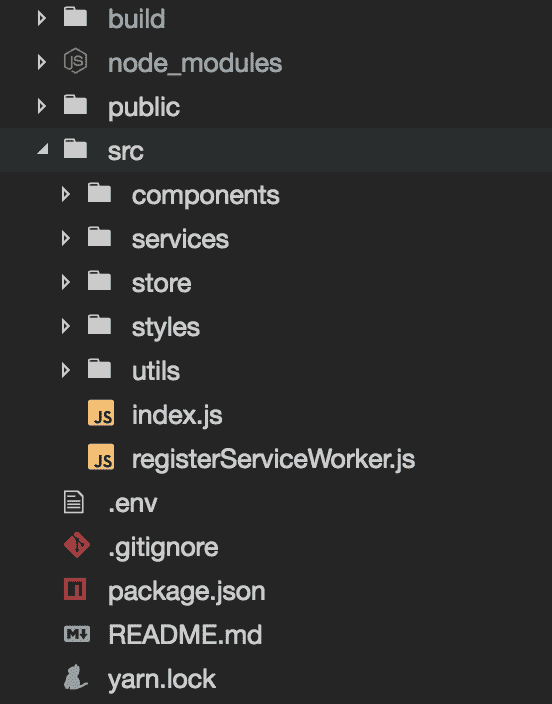 build
node_modules
public
src
components
services
store
styles
utils
JS index.js
JS registerServiceWorker.js
.env
.gitignore
package.json
M↓ README.md
yarn.lock